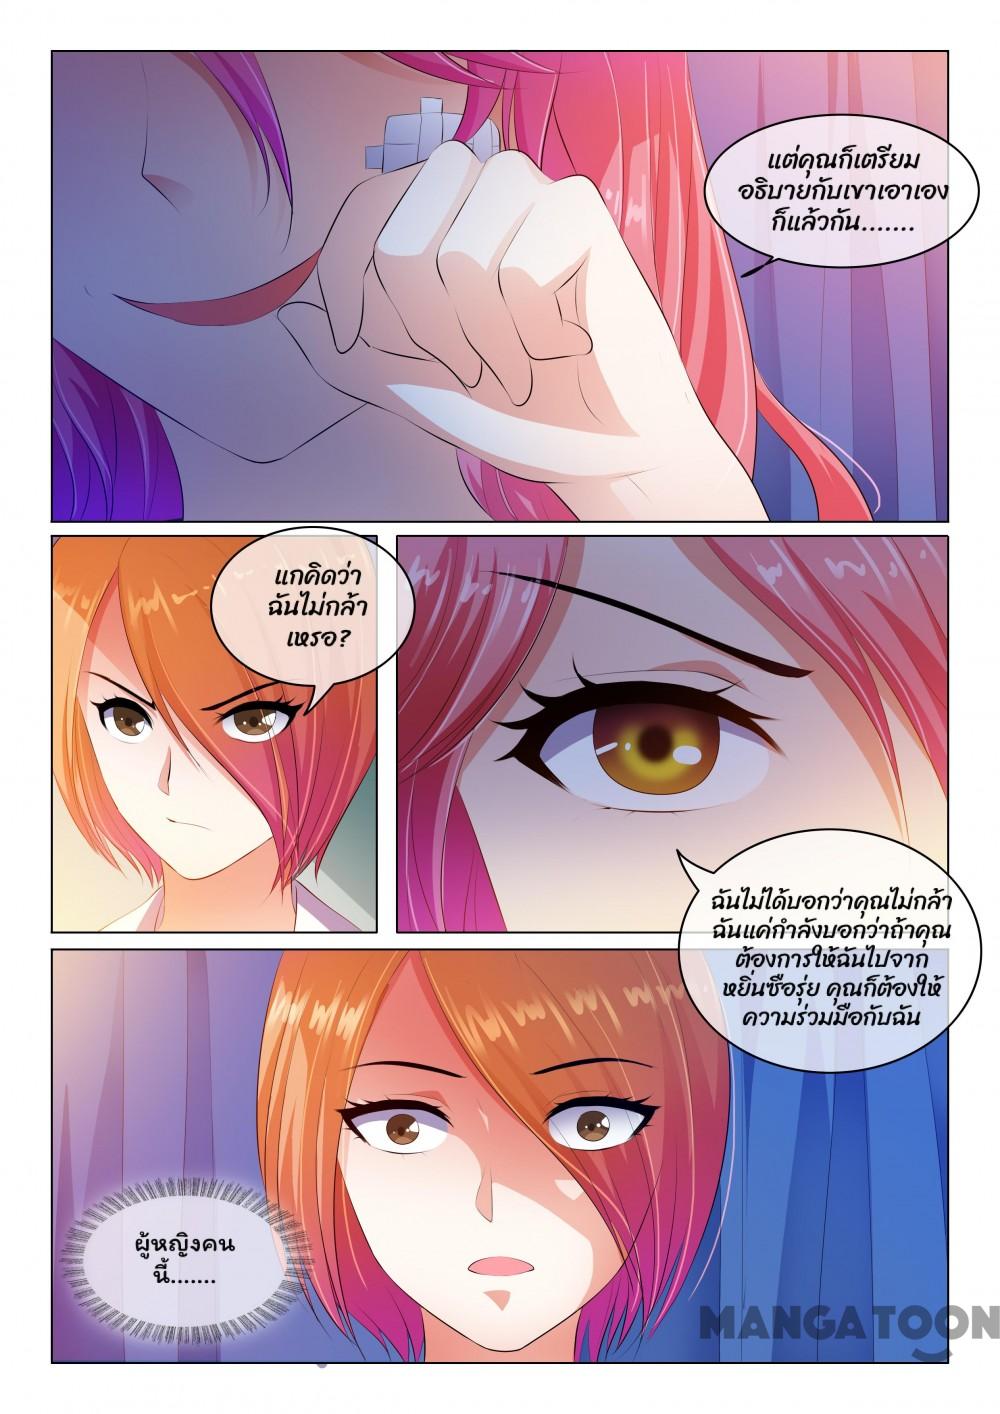 แต่คุณก็เตรียม
อธิบายกับเขาเอาเอง
ก็แล้วกัน.......
แกคิดว่า
ฉันไม่กล้า
เหรอ?
ฉันไม่ได้บอกว่าคุณไม่กล้า
ฉันแค่กำลังบอกว่าถ้าคุณ
ต้องการให้ฉันไปจาก
หยิ่นซือรุ่ย คุณก็ต้องให้
ความร่วมมือกับฉัน
ผู้หญิงคน
นี้.......
MANGATOON